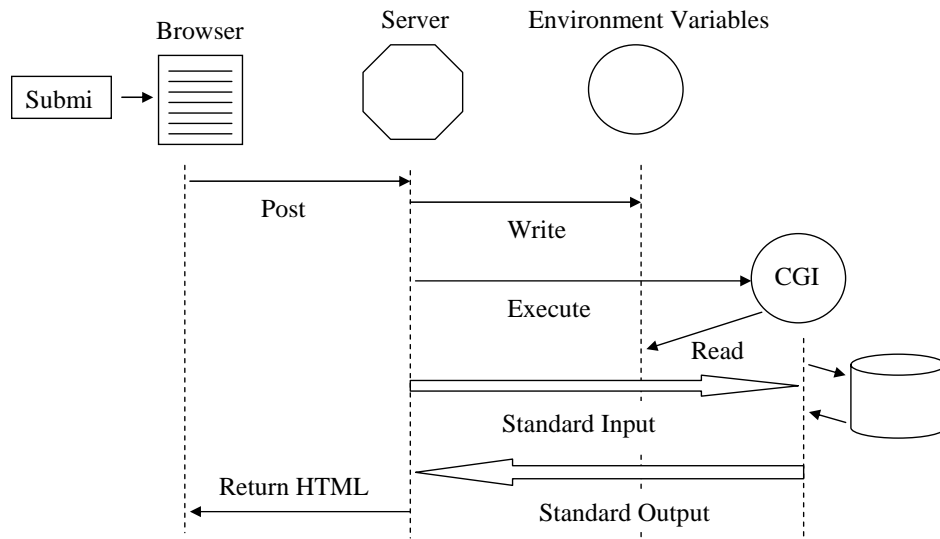 Server
Environment Variables
Browser
Submi
Post
Write
CGI
Execute
Read
Standard Input
Return HTML
Standard Output